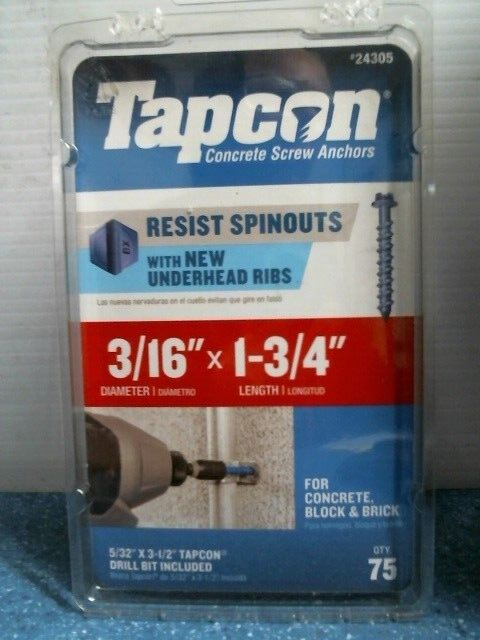 #24305
Tapcon®
Concrete Screw Anchors
RESIST SPINOUTS
WITH NEW
UNDERHEAD RIBS
Las nuevas nervaduras en el cuello evitan que gire en falso
3/16" x 1-3/4"
DIAMETER | DIÁMETRO LENGTH | LONGITUD
FOR
CONCRETE,
BLOCK & BRICK
5/32" X 3-1/2" TAPCON®
DRILL BIT INCLUDED
QTY.
75